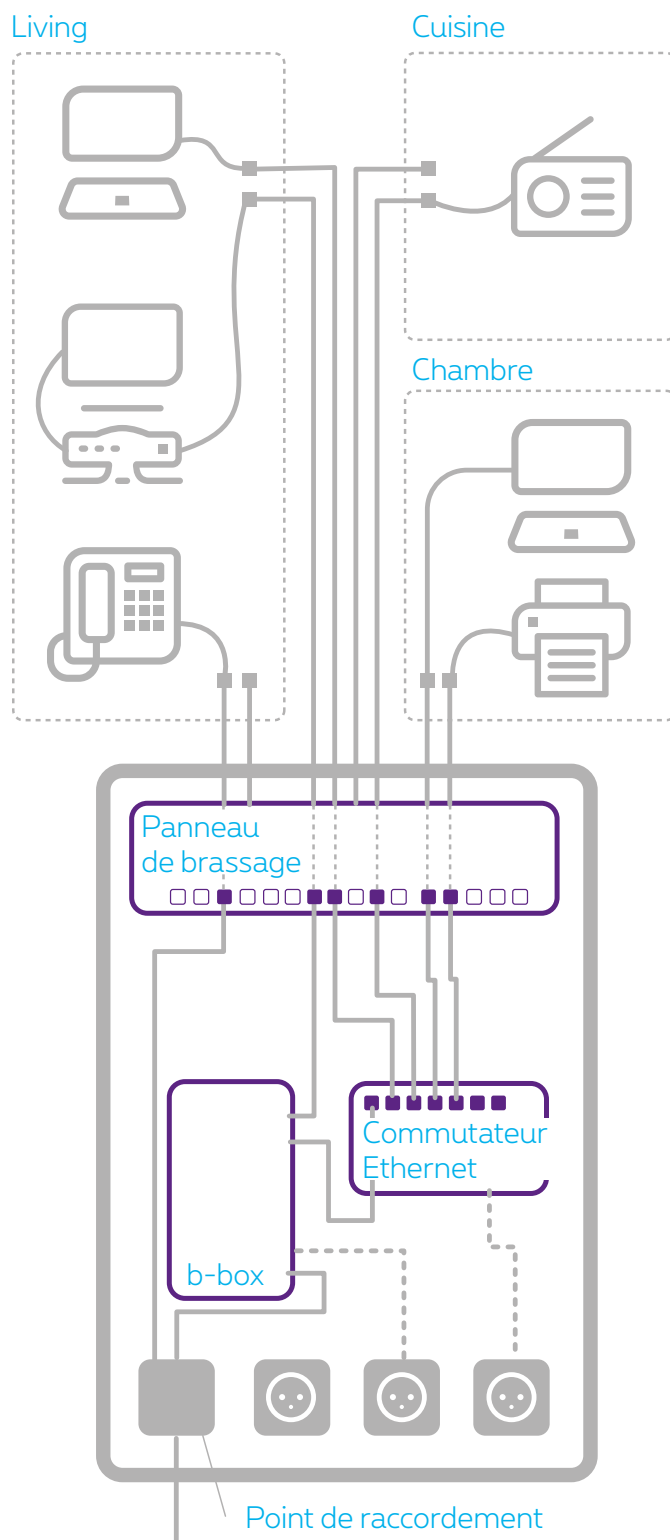 Living
Cuisine
Chambre
Panneau
de brassage
Commutateur
Ethernet
b-box
Point de raccordement